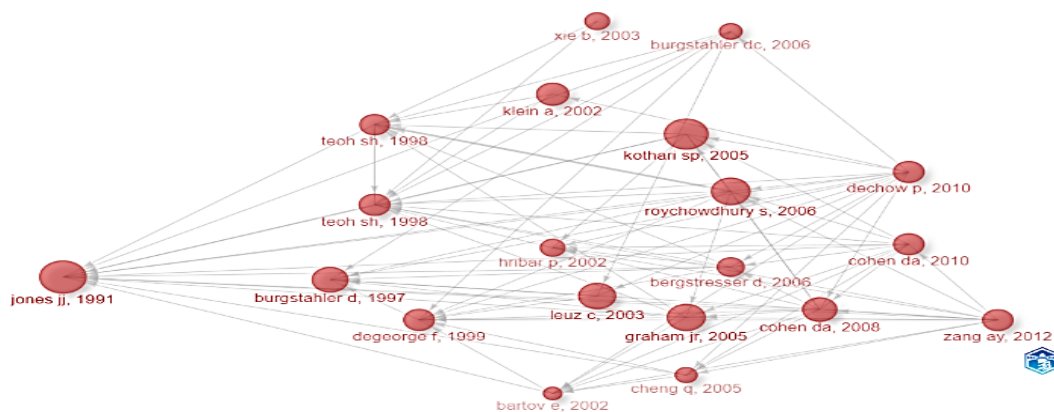 xie b, 2003
burgstahler dc, 2006
klein a, 2002
teoh sh, 1998
kothari sp, 2005
dechow p, 2010
teoh sh, 1998
roychowdhury s, 2006
hribar p, 2002
cohen da, 2010
bergstresser d, 2006
jones jj, 1991
burgstahler d, 1997
leuz c, 2003
degeorge f, 1999
graham jr, 2005
cohen da, 2008
zang ay, 2012
cheng q, 2005
bartov e, 2002